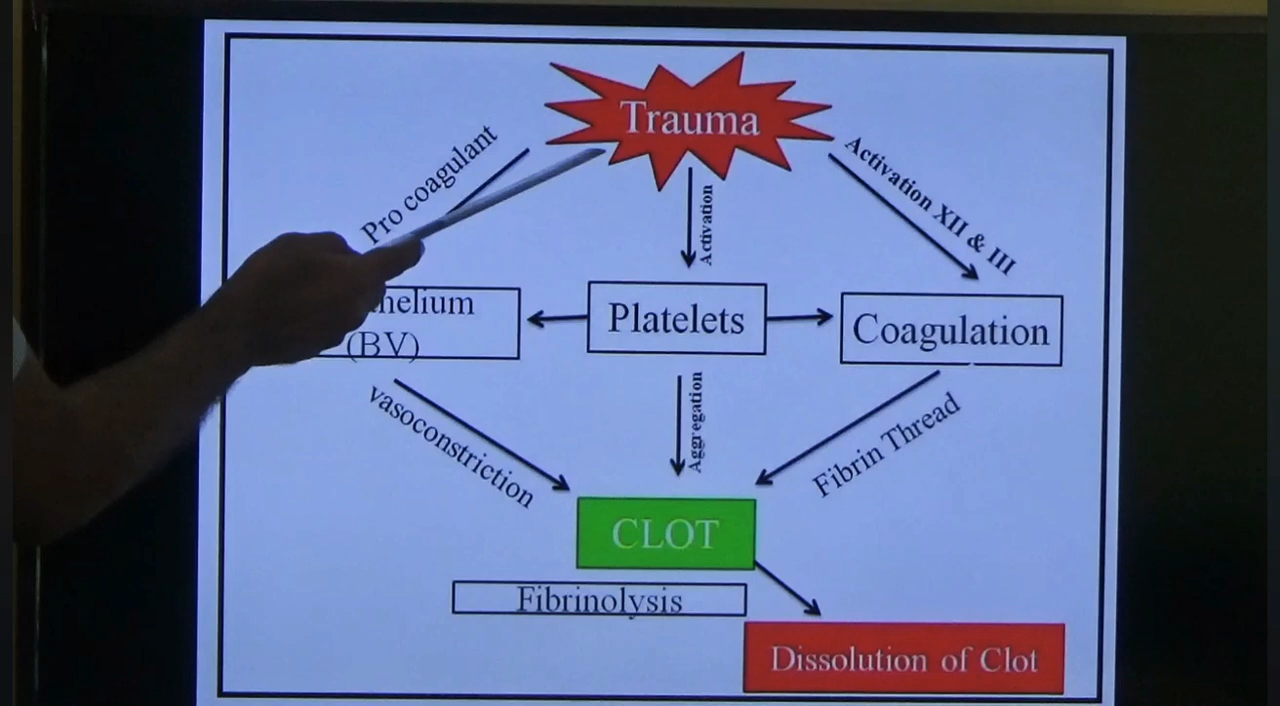 Trauma
Pro coagulant
Activation
Activation XII & III
(BV)
Platelets
Coagulation
vasoconstriction
Aggregation
Fibrin Thread
CLOT
Fibrinolysis
Dissolution of Clot